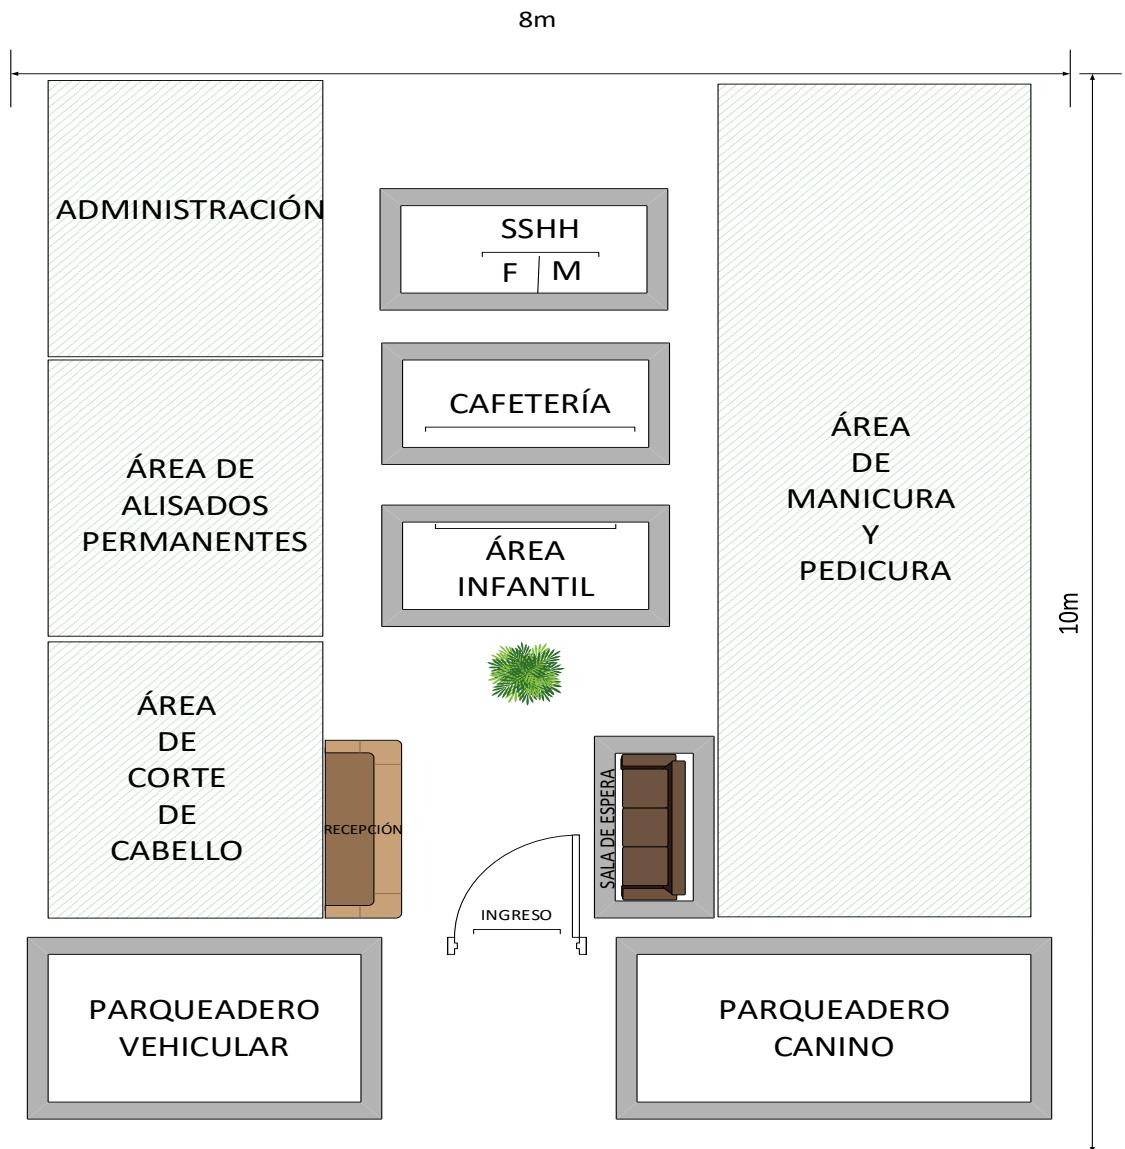 8m
ADMINISTRACIÓN
SSHH
F M
CAFETERÍA
ÁREA DE
ALISADOS
PERMANENTES
ÁREA
INFANTIL
ÁREA
DE
MANICURA
Y
PEDICURA
10m
ÁREA
DE
CORTE
DE
CABELLO
RECEPCIÓN
SALA DE ESPERA
INGRESO
PARQUEADERO
VEHICULAR
PARQUEADERO
CANINO